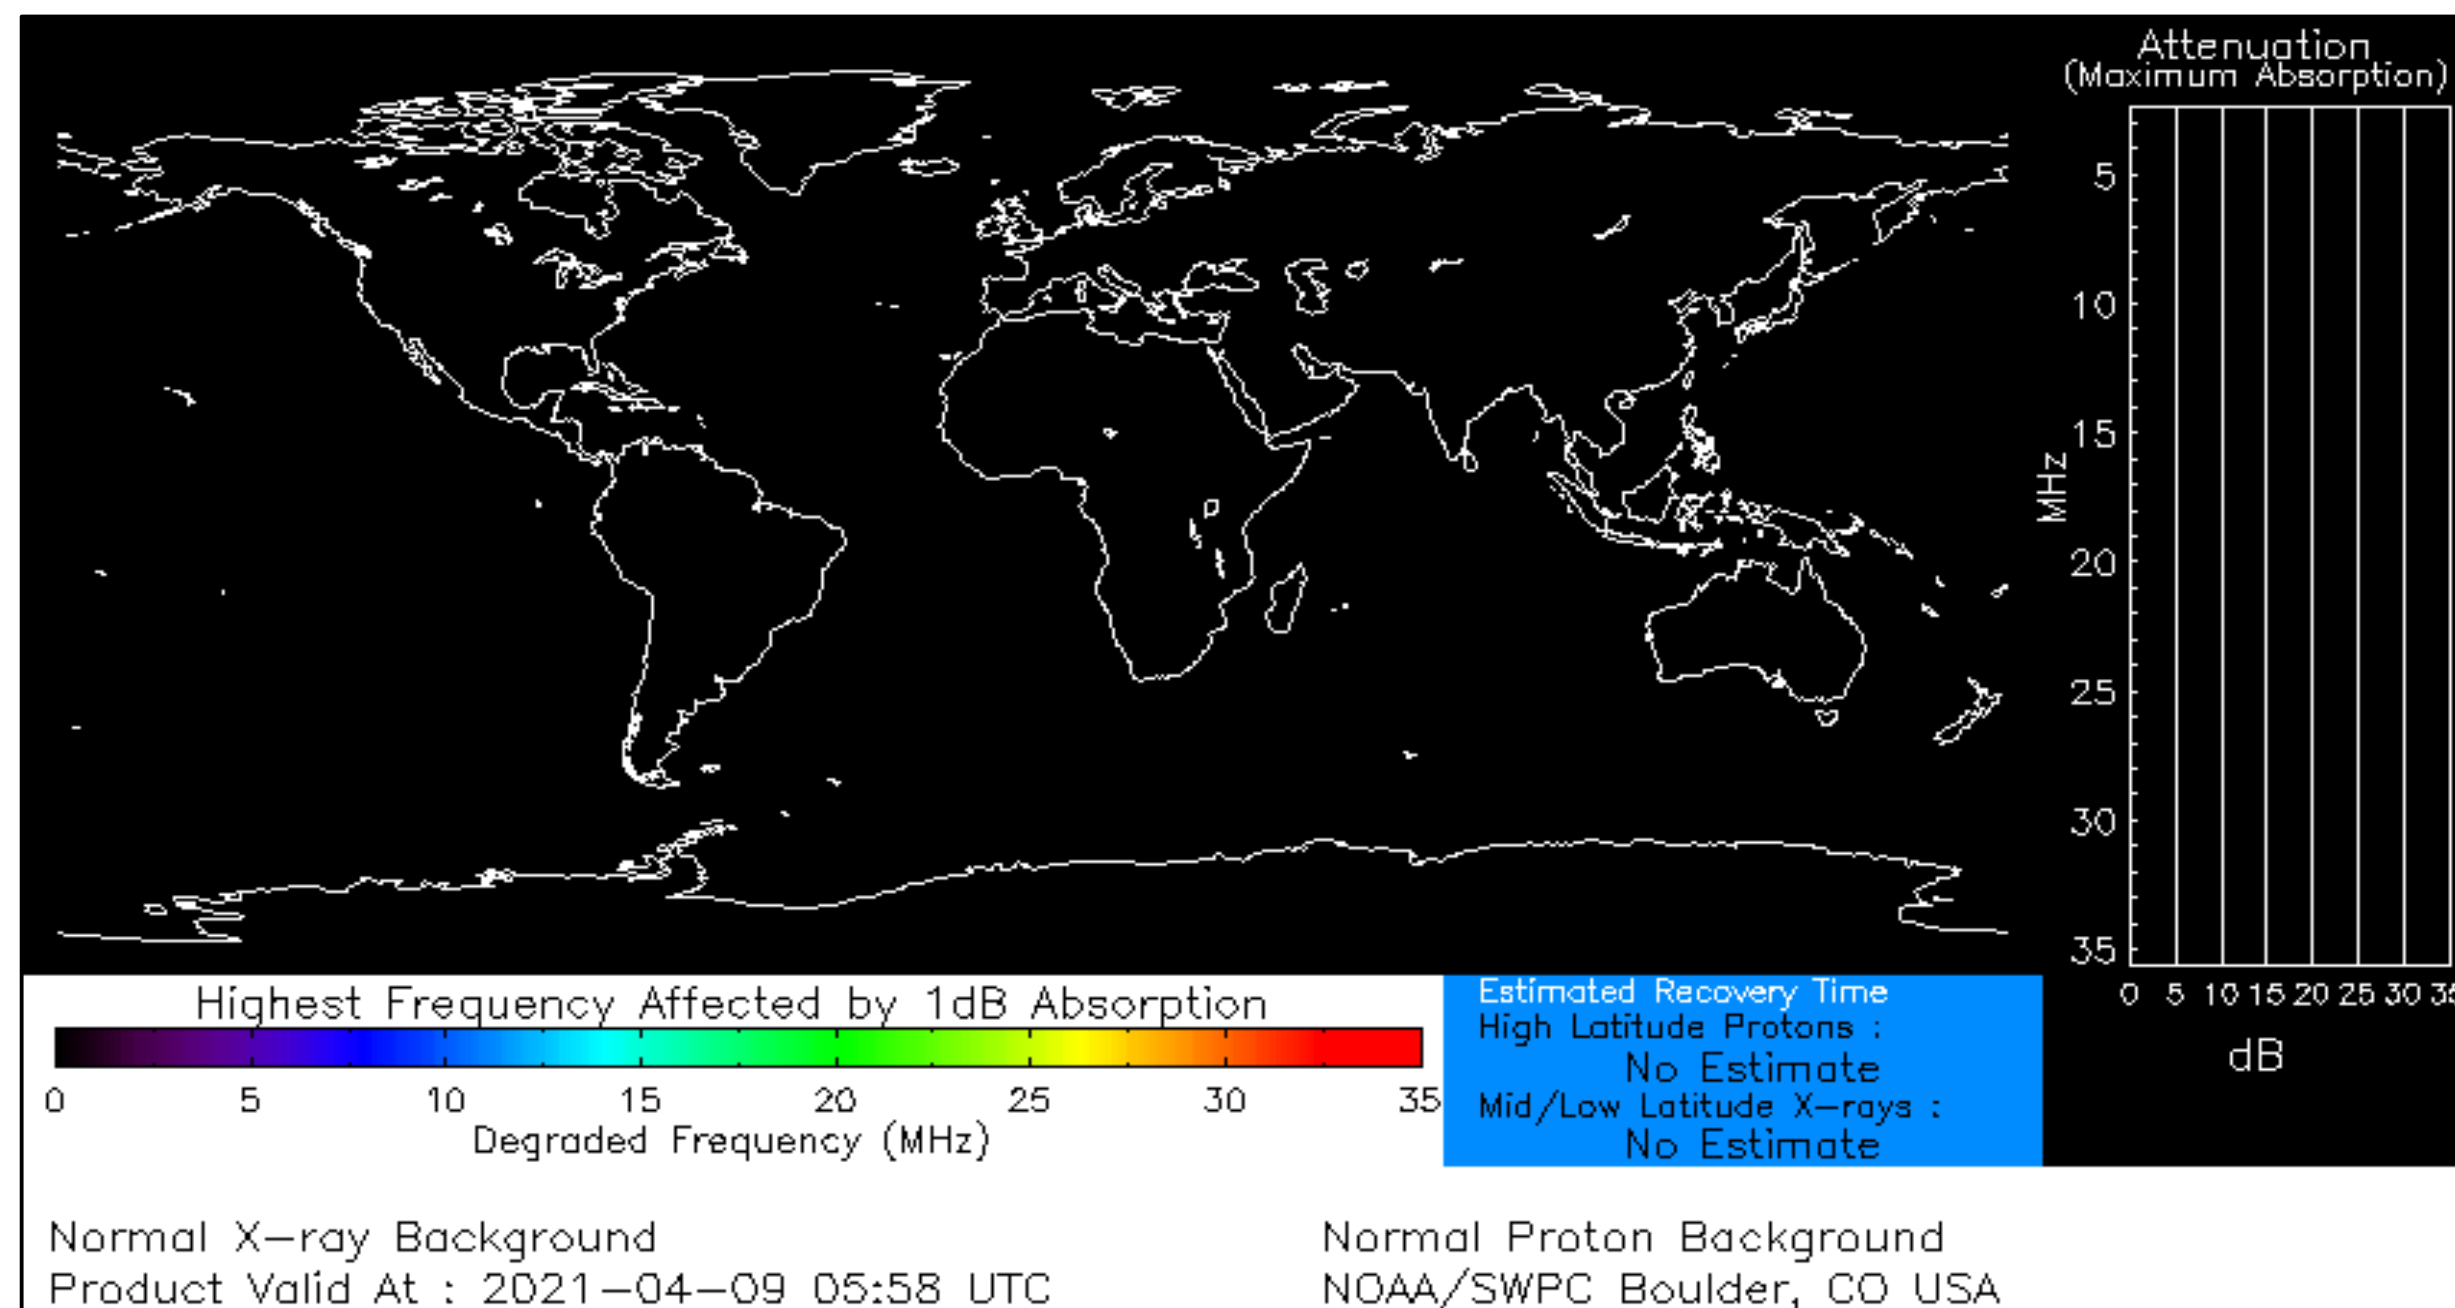 Attenuation
(Maximum Absorption)
5
10
15
20
25
30
35
MHz
0 5 10 15 20 25 30
dB
Highest Frequency Affected by 1dB Absorption
0 5 10 15 20 25 30 35
Degraded Frequency (MHz)
Estimated Recovery Time
High Latitude Protons :
No Estimate
Mid/Low Latitude X-rays :
No Estimate
Normal X-ray Background
Normal Proton Background
Product Valid At : 2021-04-09 05:58 UTC
NOAA/SWPC Boulder, CO USA